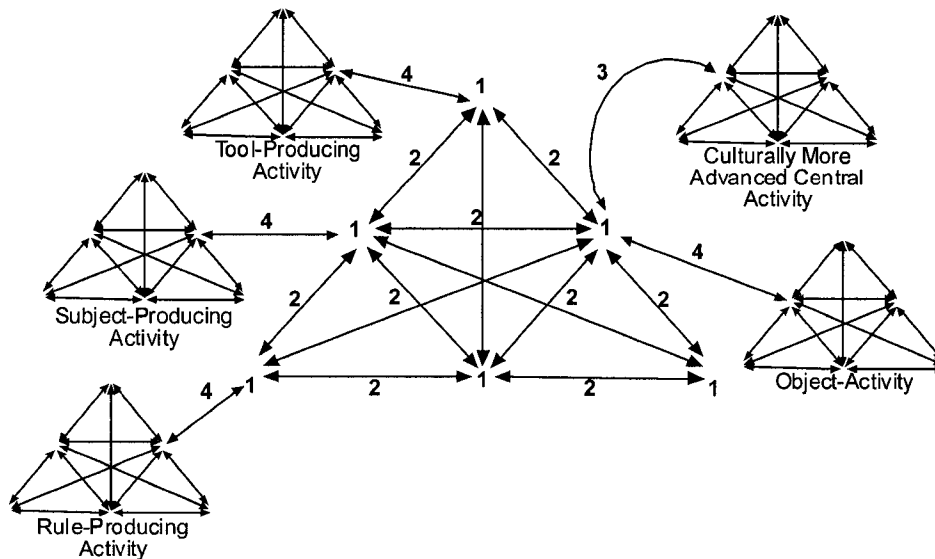 4
3
1
Tool-Producing
Activity
2
2
Culturally More
Advanced Central
Activity
4
1
2
1
4
Subject-Producing
Activity
2
2
2
2
Object-Activity
4
1
2
1
2
1
Rule-Producing
Activity